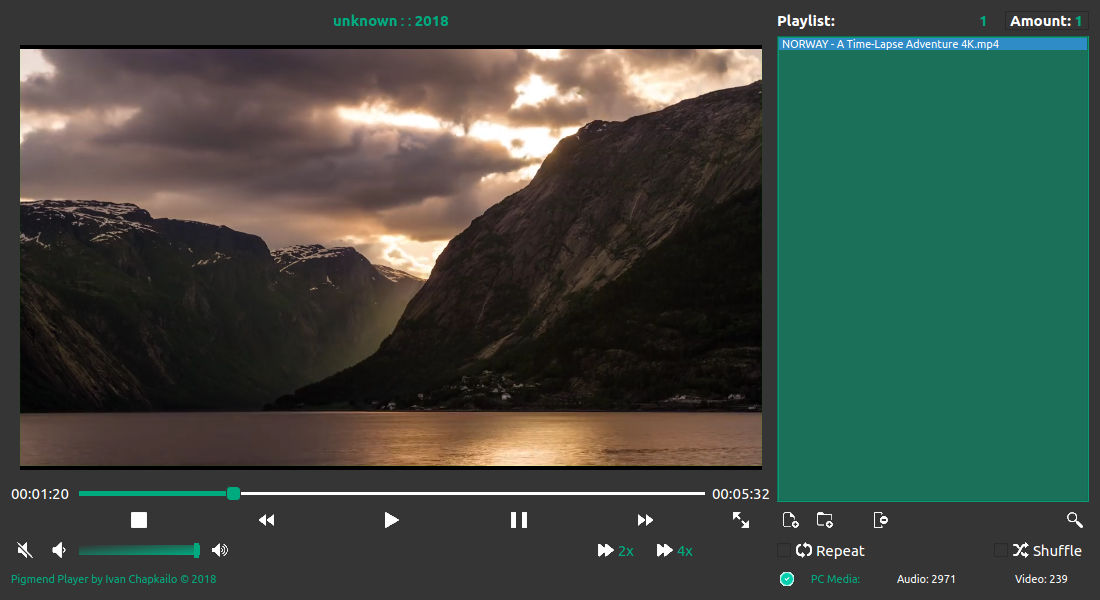 unknown : : 2018
Playlist: 1 Amount: 1
NORWAY - A Time-Lapse Adventure 4K.mp4
00:01:20 00:05:32
2x 4x
Repeat Shuffle
Pigmend Player by Ivan Chapkailo © 2018
PC Media: Audio: 2971 Video: 239